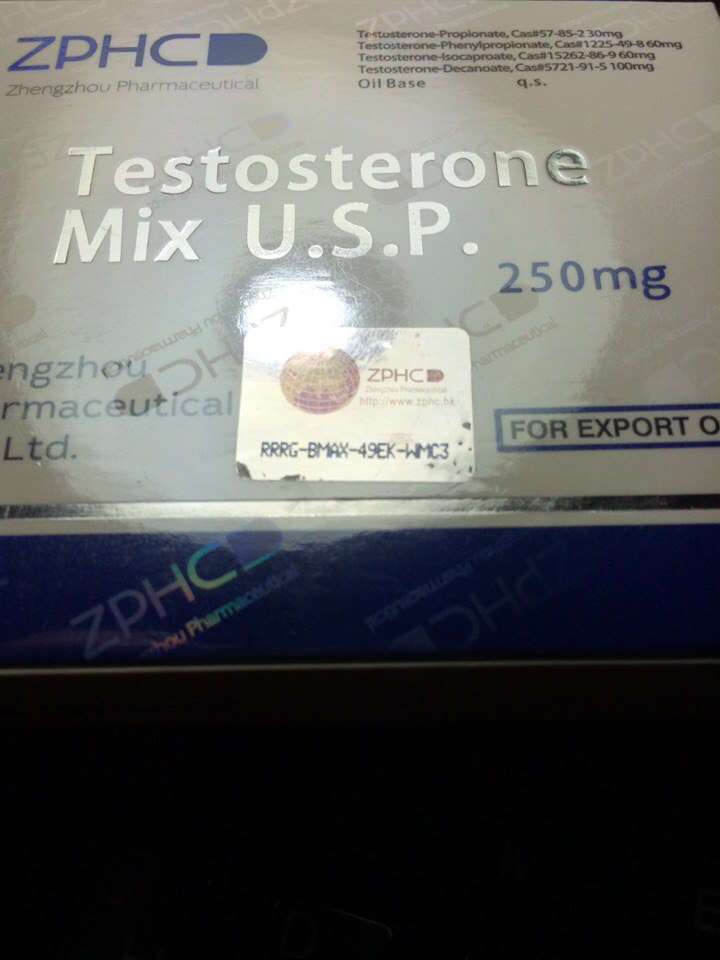 ZPHC
Zhengzhou Pharmaceutical
Testosterone-Propionate, Cas#57-85-2 30mg
Testosterone-Phenylpropionate, Cas#1225-49-8 60mg
Testosterone-Isocaproate, Cas#15262-86-9 60mg
Testosterone-Decanoate, Cas#5721-91-5 100mg
Oil Base q.s.
Testosterone
Mix U.S.P.
250mg
engzhou
rmaceutical
Ltd.
ZPHC
Zhengzhou Pharmaceutical
http://www.zphc.hk
RRRG-BMAX-49EK-WMC3
FOR EXPORT O
ZPHC
hou Pharmaceutical